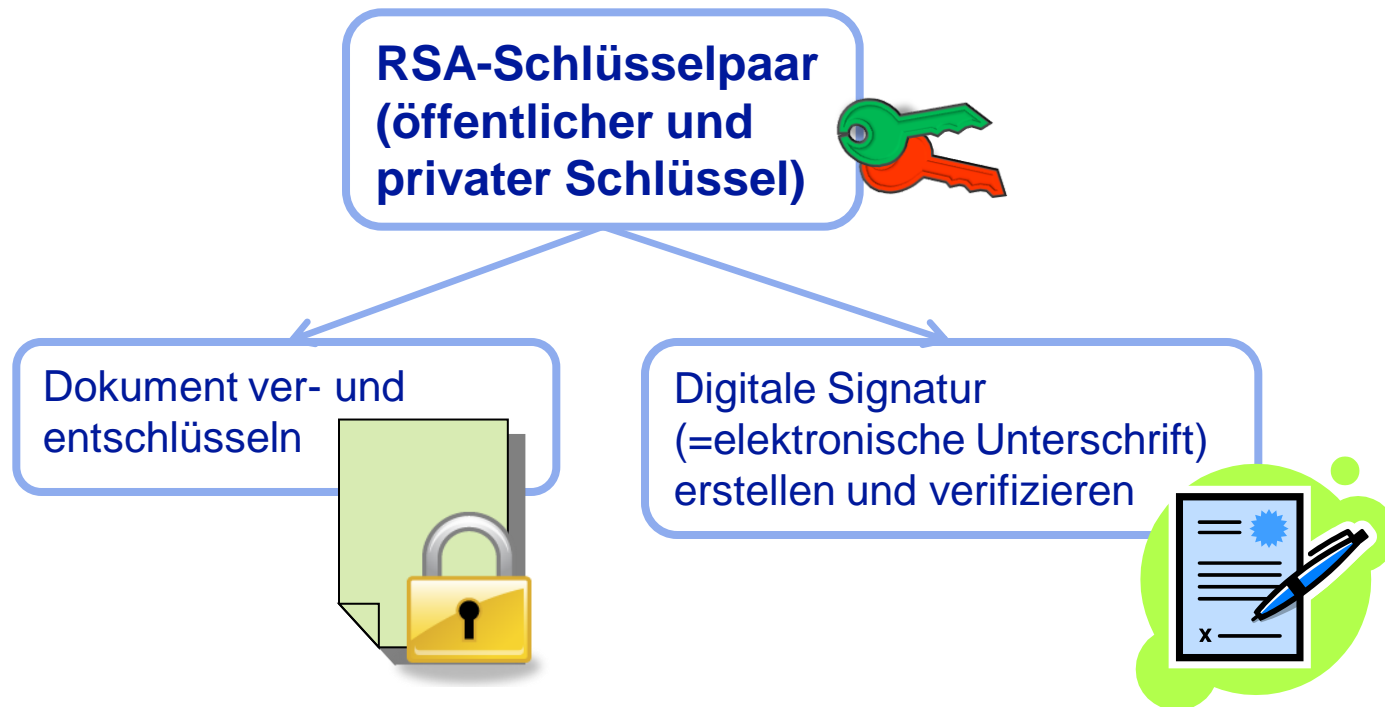 RSA-Schlüsselpaar
(öffentlicher und
privater Schlüssel)
Dokument ver- und
entschlüsseln
Digitale Signatur
(=elektronische Unterschrift)
erstellen und verifizieren
x